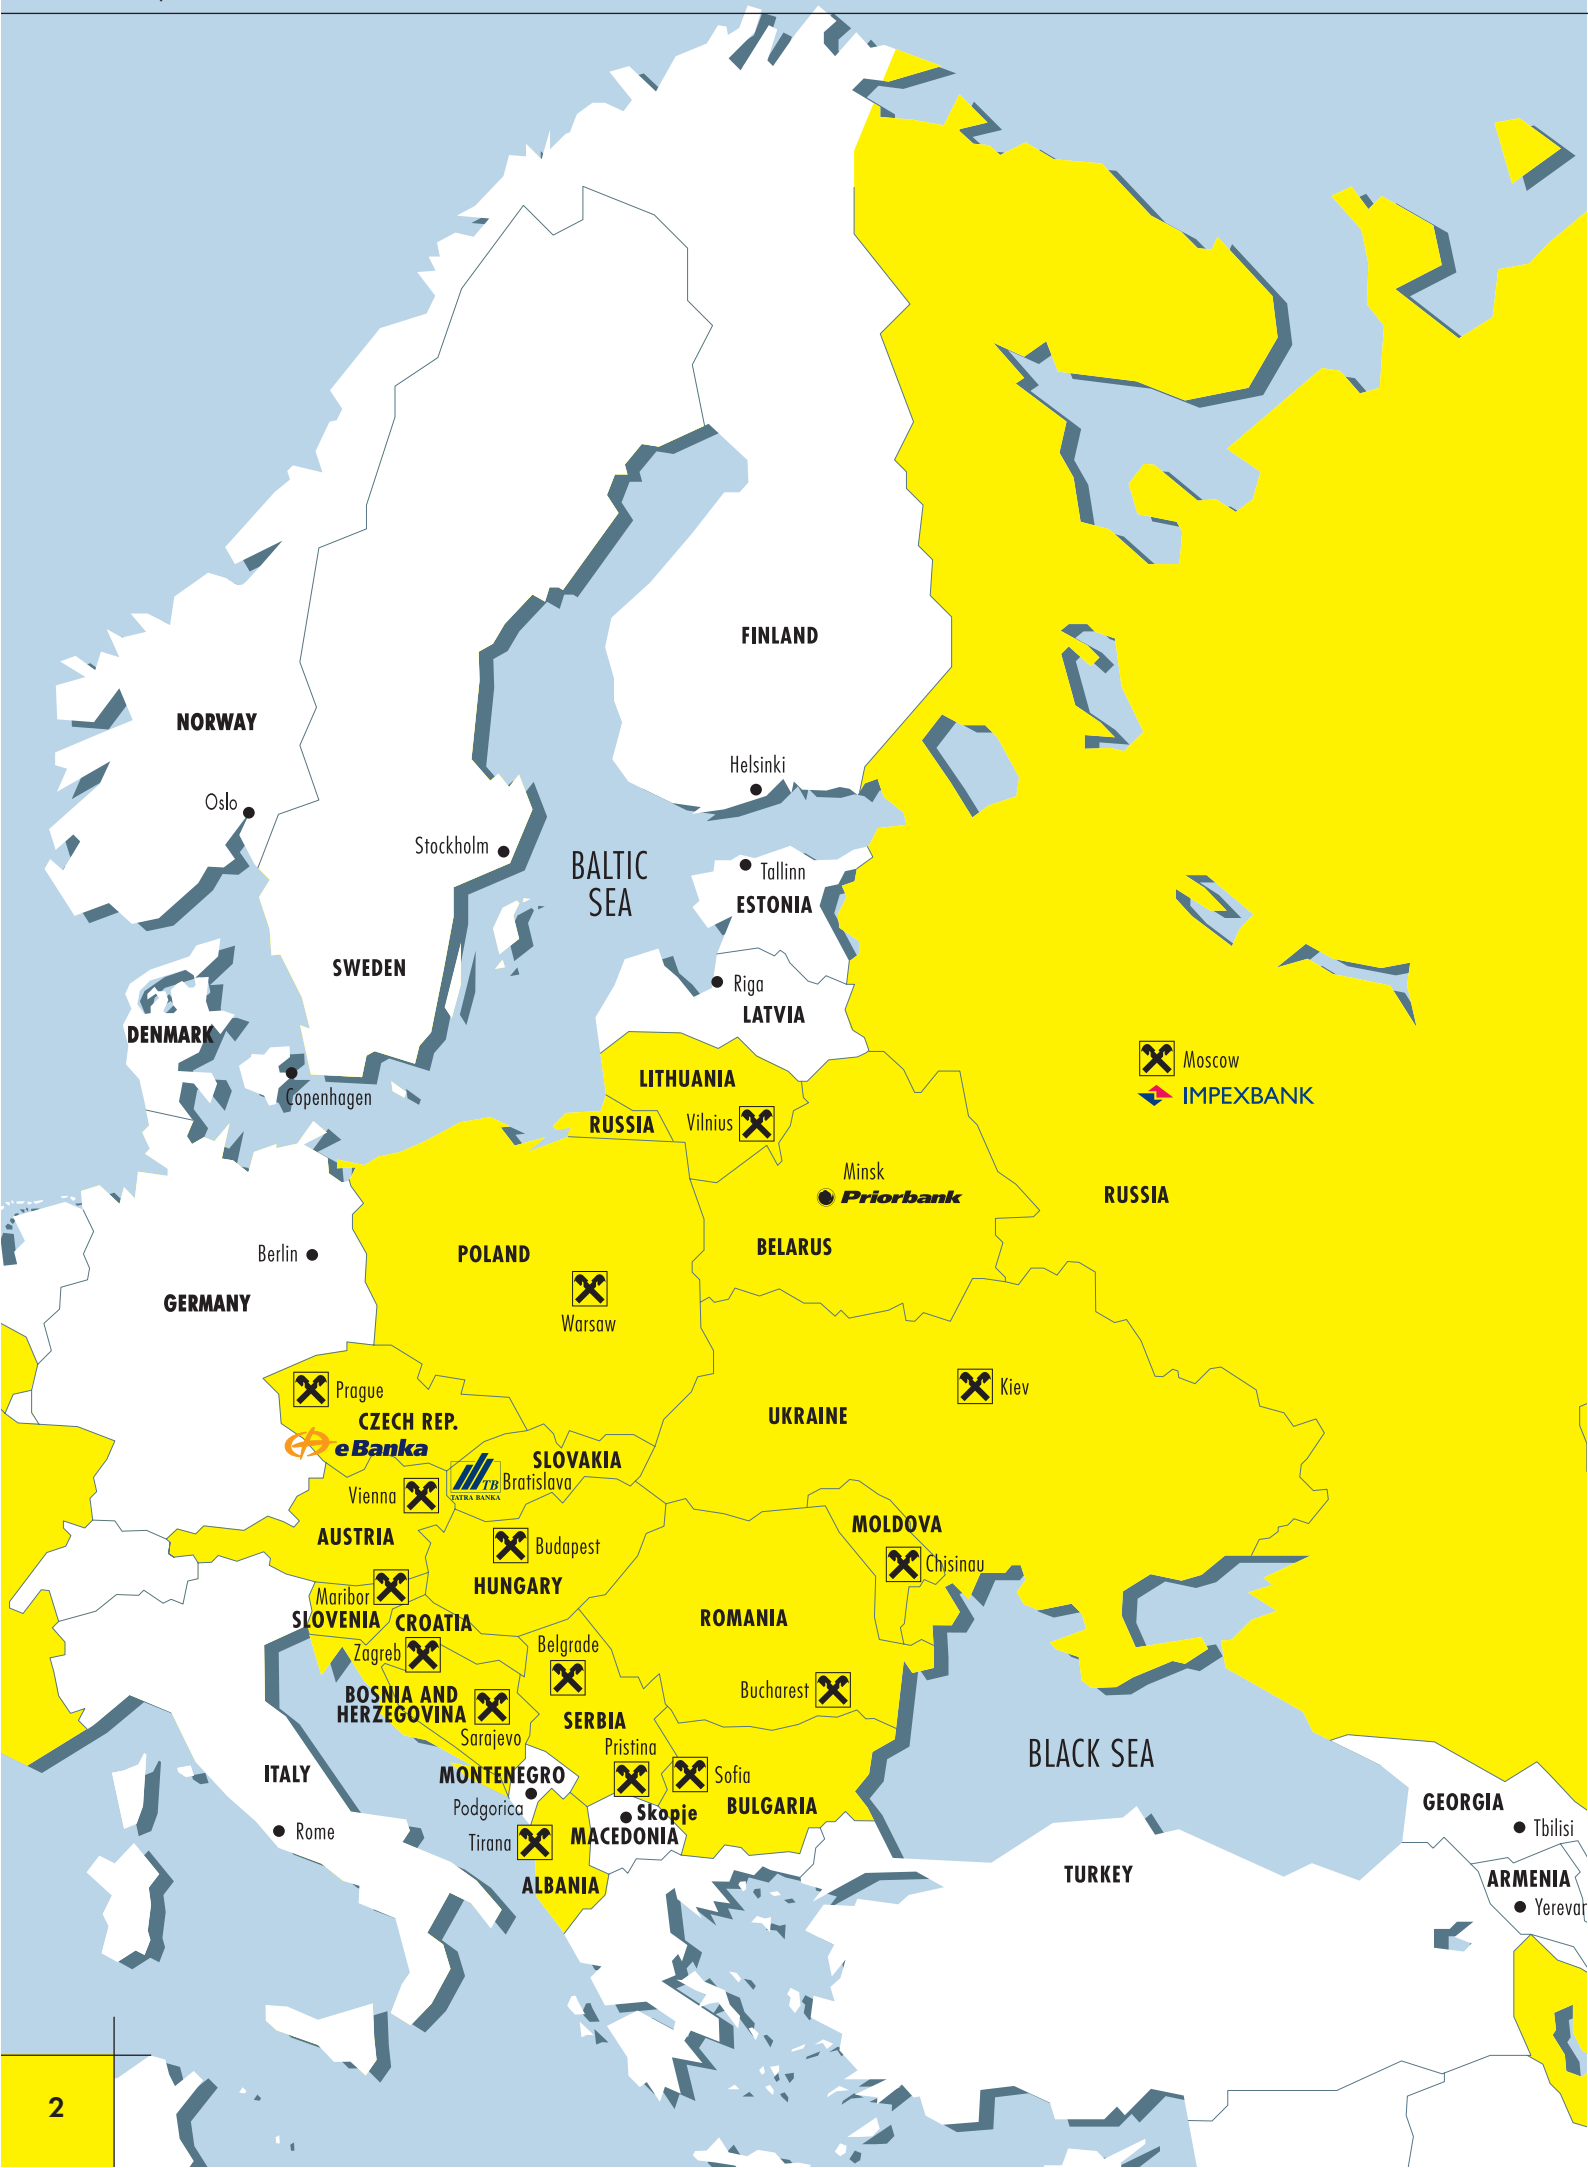 FINLAND
NORWAY
Helsinki
Oslo
Stockholm
BALTIC
SEA
Tallinn
ESTONIA
SWEDEN
Riga
LATVIA
DENMARK
Moscow
IMPEXBANK
LITHUANIA
Copenhagen
RUSSIA
Vilnius
Minsk
Priorbank
RUSSIA
BELARUS
Berlin
POLAND
GERMANY
Warsaw
Prague
Kiev
CZECH REP.
UKRAINE
eBanka
SLOVAKIA
TB
Bratislava
TATRA BANKA
Vienna
MOLDOVA
AUSTRIA
Budapest
Chisinau
HUNGARY
Maribor
SLOVENIA
CROATIA
ROMANIA
Zagreb
Belgrade
Bucharest
BOSNIA AND
HERZEGOVINA
SERBIA
Sarajevo
Pristina
BLACK SEA
ITALY
MONTENEGRO
Sofia
Podgorica
Skopje
BULGARIA
GEORGIA
Rome
Tirana
MACEDONIA
Tbilisi
TURKEY
ALBANIA
ARMENIA
Yerevan
2